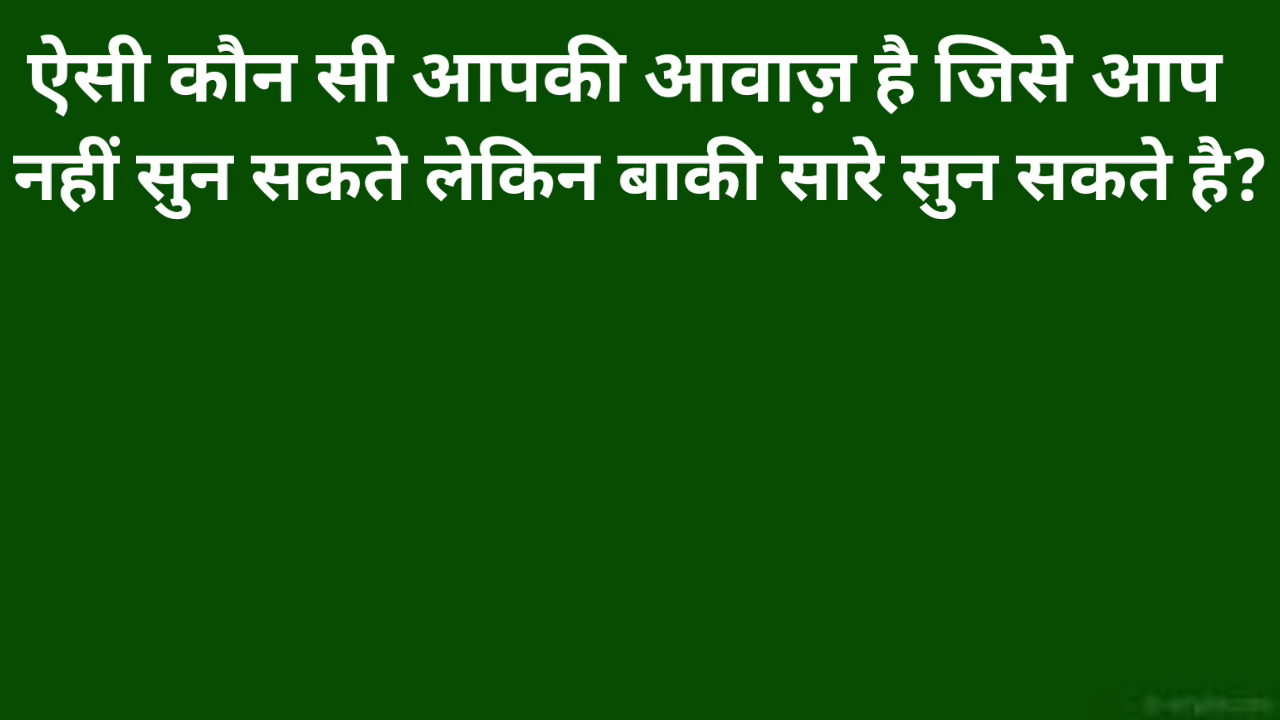 ऐसी कौन सी आपकी आवाज़ है जिसे आप
नहीं सुन सकते लेकिन बाकी सारे सुन सकते है?